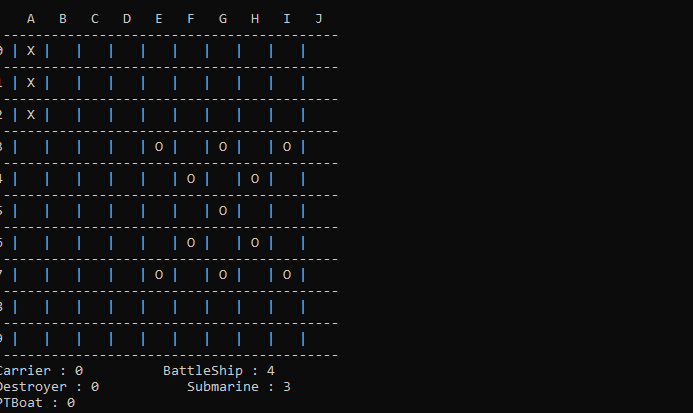 A B C D E F G H I J
0 | X |   |   |   |   |   |   |   |   |
1 | X |   |   |   |   |   |   |   |   |
2 | X |   |   |   |   |   |   |   |   |
3 |   |   |   |   | O |   | O |   | O |
4 |   |   |   |   |   | O |   | O |   |
5 |   |   |   |   |   |   | O |   |   |
6 |   |   |   |   |   | O |   | O |   |
7 |   |   |   |   | O |   | O |   | O |
8 |   |   |   |   |   |   |   |   |   |
9 |   |   |   |   |   |   |   |   |   |
Carrier : 0          BattleShip : 4
Destroyer : 0           Submarine : 3
PTBoat : 0